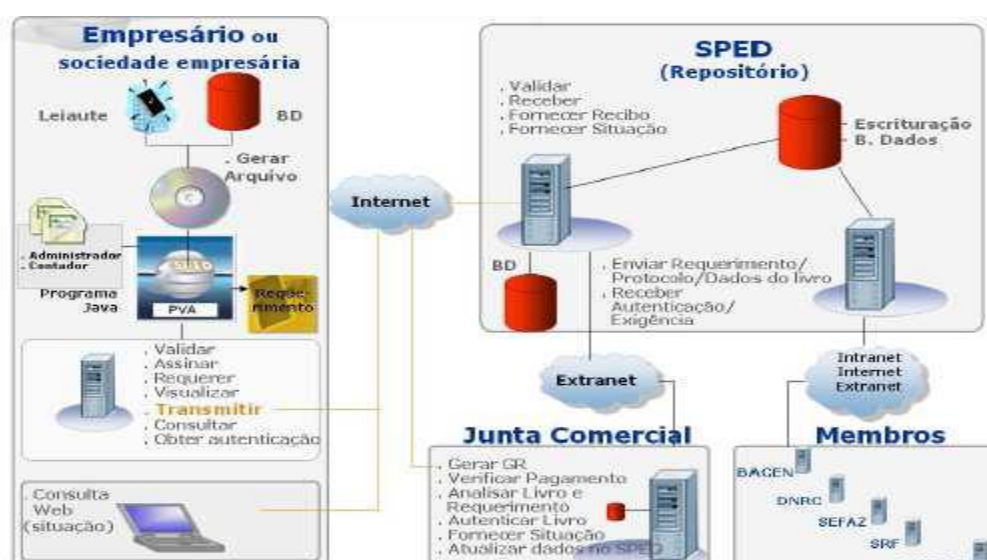 Empresário ou
sociedade empresária
Leiaute
BD
. Gerar
Arquivo
. Administrador
. Contador
Programa
Java
PVA
Reque-
rimento
. Validar
. Assinar
. Requerer
. Visualizar
. Transmitir
. Consultar
. Obter autenticação
. Consulta
Web
(situação)
Internet
SPED
(Repositório)
. Validar
. Receber
. Fornecer Recibo
. Fornecer Situação
Escrituração
B. Dados
BD
. Enviar Requerimento/
Protocolo/Dados do livro
. Receber
Autenticação/
Exigência
Extranet
Intranet
Internet
Extranet
Junta Comercial
. Gerar GR
. Verificar Pagamento
. Analisar Livro e
Requerimento
. Autenticar Livro
. Fornecer Situação
. Atualizar dados no SPED
Membros
BACEN
DNRC
SEFAZ
SRF